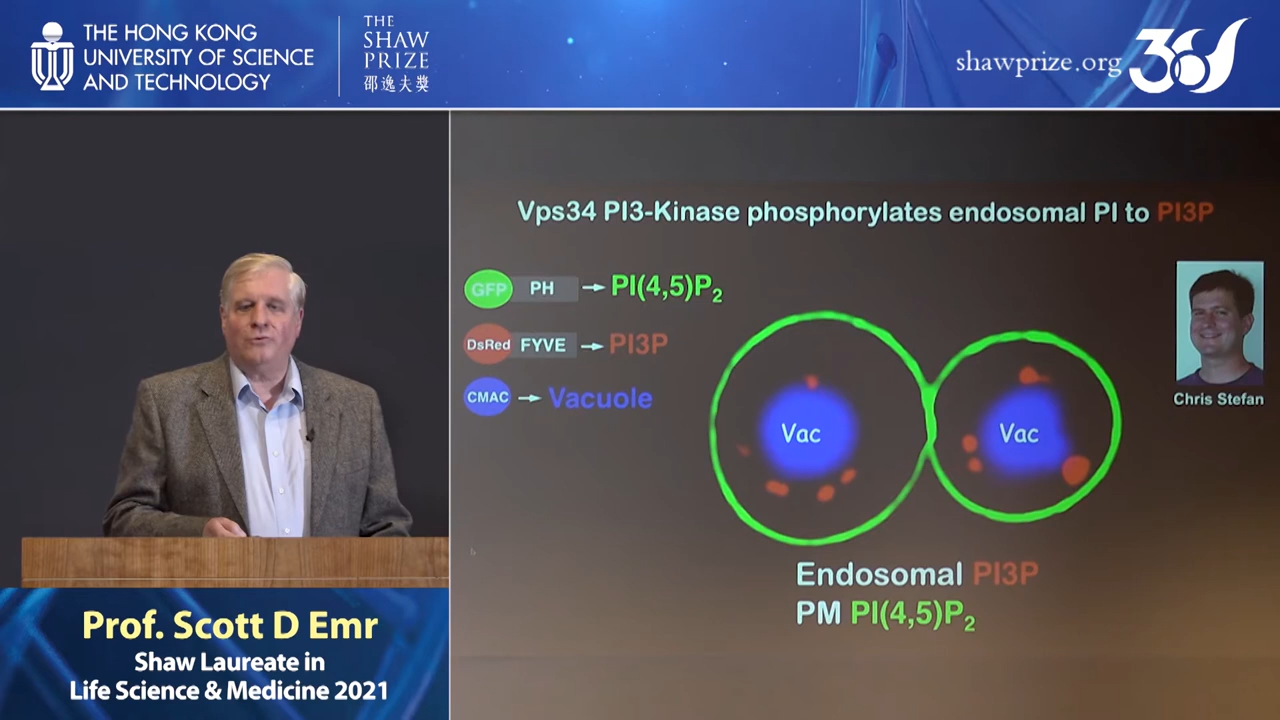 THE HONG KONG
UNIVERSITY OF SCIENCE
AND TECHNOLOGY
THE
SHAW
PRIZE
邵逸夫獎
shawprize.org
30
Vps34 PI3-Kinase phosphorylates endosomal PI to PI3P
GFP PH → PI(4,5)P₂
DsRed FYVE → PI3P
CMAC → Vacuole
Vac
Vac
Chris Stefan
Endosomal PI3P
PM PI(4,5)P₂
Prof. Scott D Emr
Shaw Laureate in
Life Science & Medicine 2021